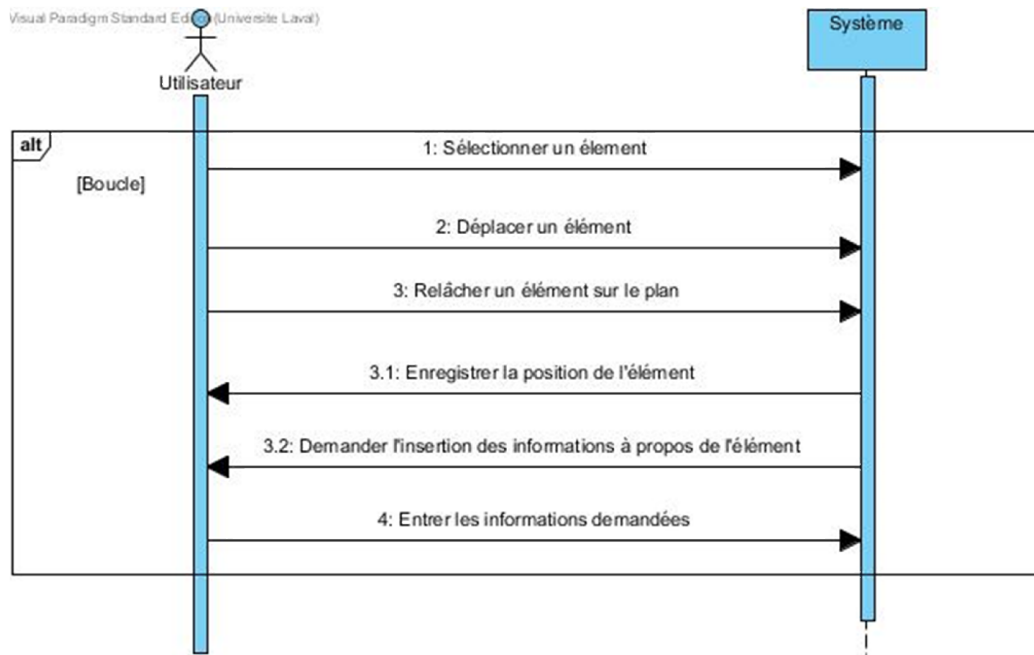 Visual Paradigm Standard Edition(Universite Laval)
Système
Utilisateur
alt
1: Sélectionner un élement
[Boucle]
2: Déplacer un élément
3: Relâcher un élément sur le plan
3.1: Enregistrer la position de l'élément
3.2: Demander l'insertion des informations à propos de l'élément
4: Entrer les informations demandées